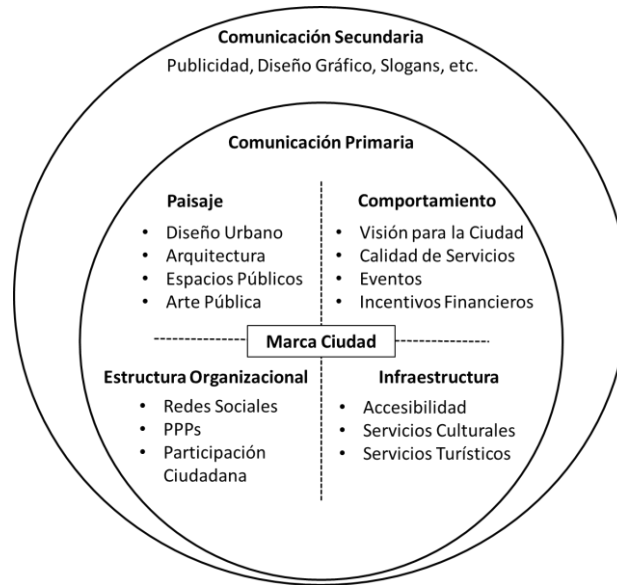 Comunicación Secundaria
Publicidad, Diseño Gráfico, Slogans, etc.
Comunicación Primaria
Paisaje
• Diseño Urbano
• Arquitectura
• Espacios Públicos
• Arte Pública
Comportamiento
• Visión para la Ciudad
• Calidad de Servicios
• Eventos
• Incentivos Financieros
Marca Ciudad
Estructura Organizacional
• Redes Sociales
• PPPs
• Participación
Ciudadana
Infraestructura
• Accesibilidad
• Servicios Culturales
• Servicios Turísticos